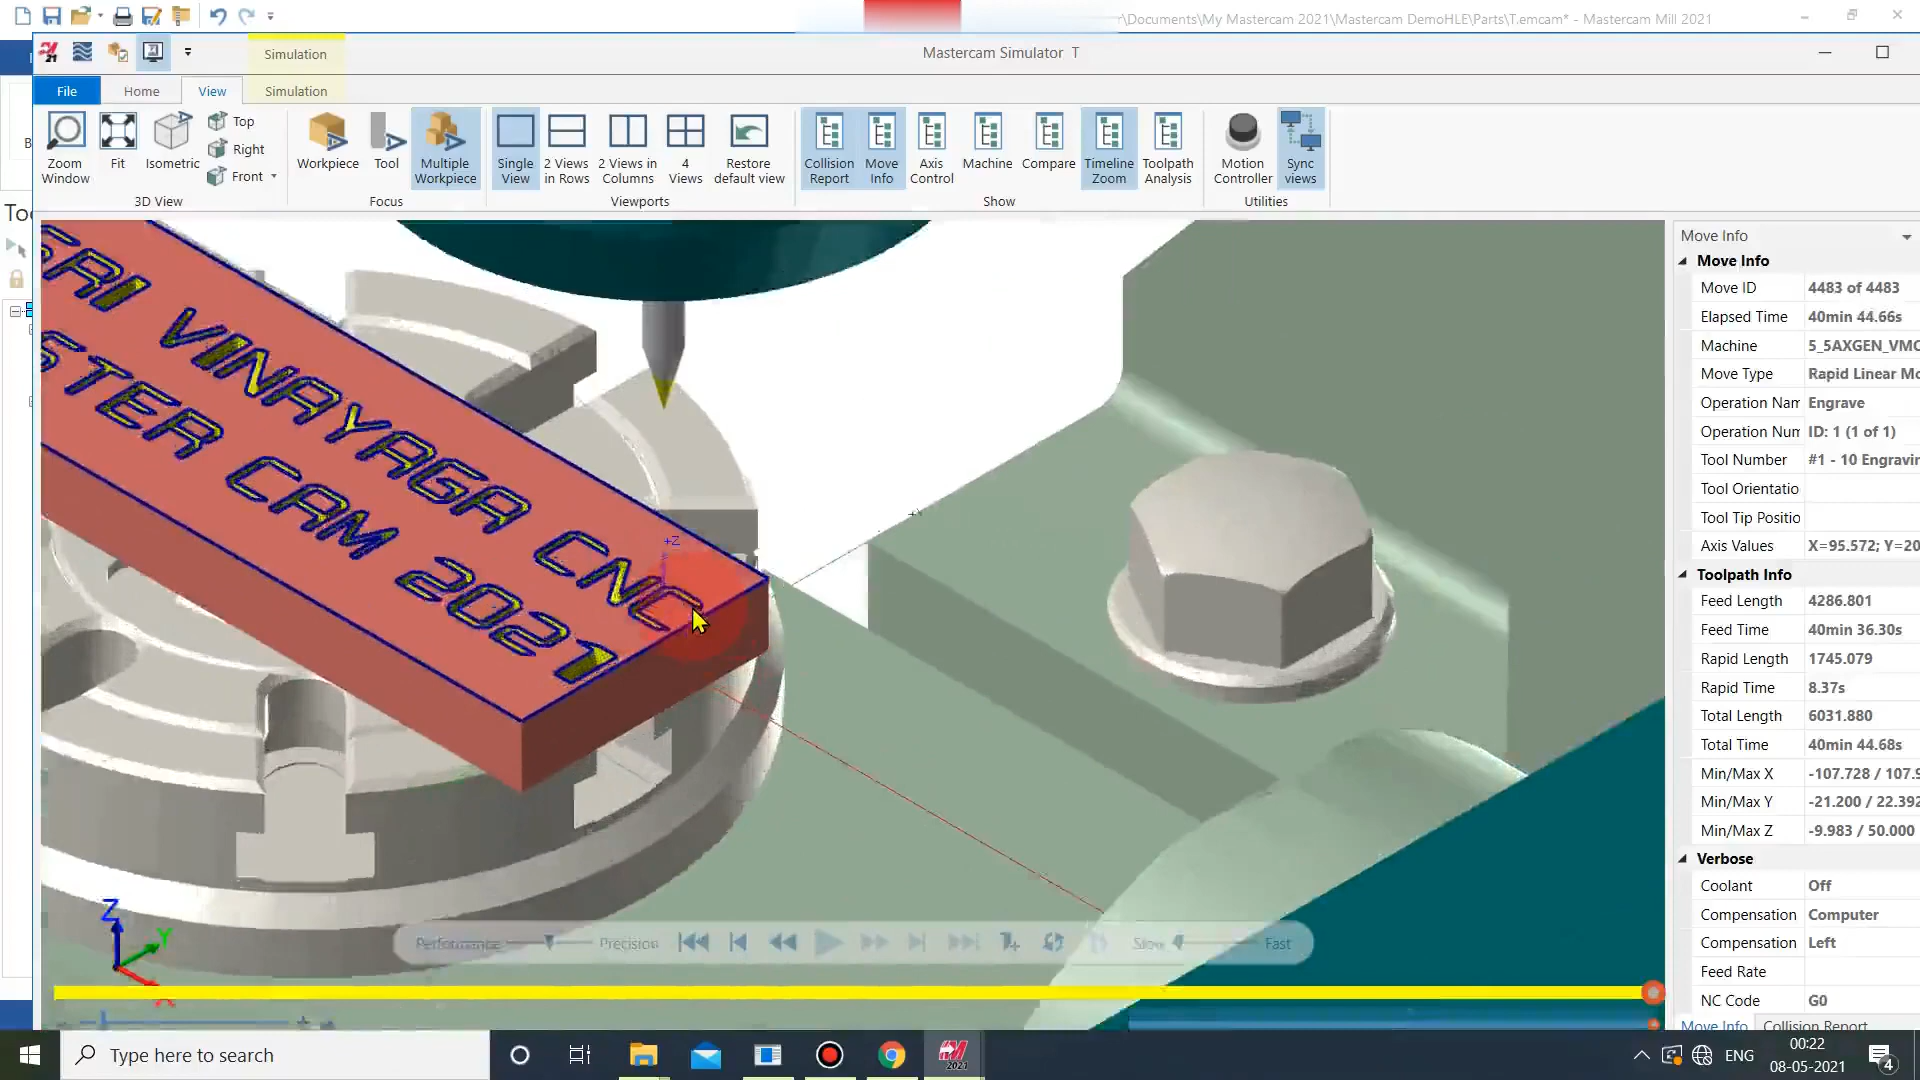 \Documents\My Mastercam 2021\Mastercam DemoHLE\Parts\T.emcam* - Mastercam Mill 2021
Simulation
Mastercam Simulator T
File
Home
View
Simulation
Zoom Window
Fit
Isometric
Top
Right
Front
3D View
Workpiece
Tool
Multiple Workpiece
Focus
Single View
2 Views in Rows
2 Views in Columns
4 Views
Restore default view
Viewports
Collision Report
Move Info
Axis Control
Machine
Compare
Timeline Zoom
Toolpath Analysis
Show
Motion Controller
Sync views
Utilities
SRI VINAYAGA CNC
STER CAM 2021
+Z
Z
Y
X
Performance
Precision
Slow
Fast
Move Info
Move Info
Move ID 4483 of 4483
Elapsed Time 40min 44.66s
Machine 5_5AXGEN_VMC
Move Type Rapid Linear Mo
Operation Nam Engrave
Operation Num ID: 1 (1 of 1)
Tool Number #1 - 10 Engravin
Tool Orientatio
Tool Tip Positio
Axis Values X=95.572; Y=20
Toolpath Info
Feed Length 4286.801
Feed Time 40min 36.30s
Rapid Length 1745.079
Rapid Time 8.37s
Total Length 6031.880
Total Time 40min 44.68s
Min/Max X -107.728 / 107.9
Min/Max Y -21.200 / 22.392
Min/Max Z -9.983 / 50.000
Verbose
Coolant Off
Compensation Computer
Compensation Left
Feed Rate
NC Code G0
Move Info
Collision Report
Type here to search
2021
ENG
00:22
08-05-2021
4